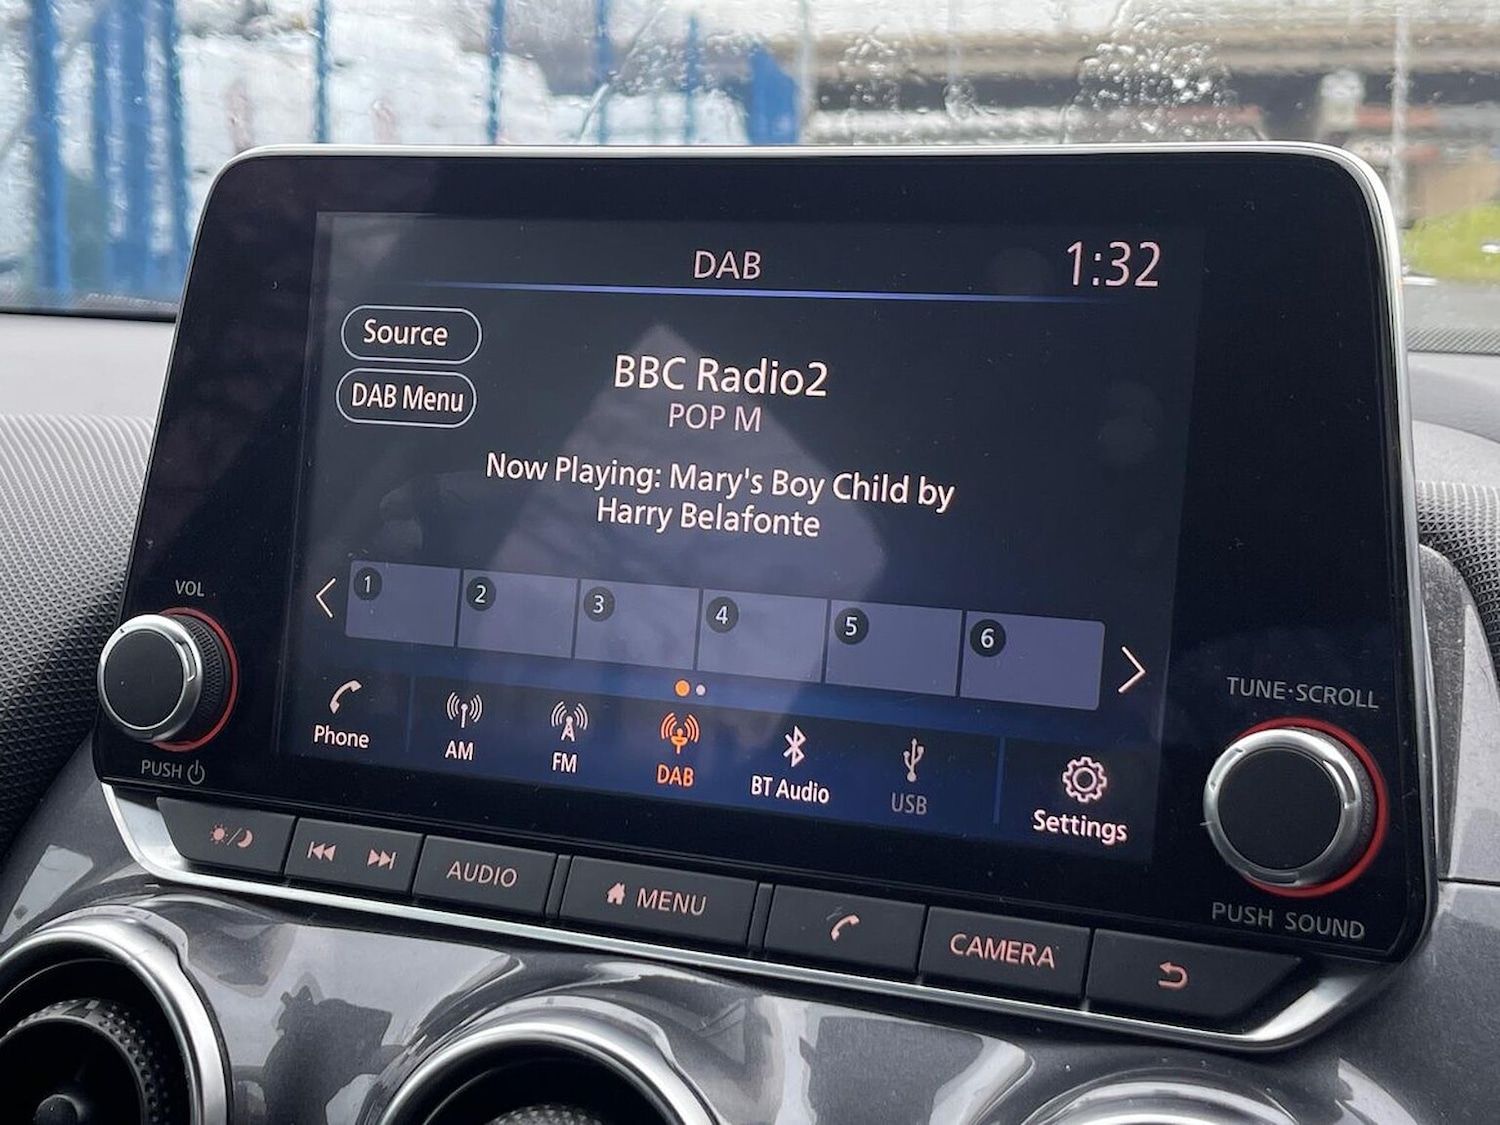 DAB
1:32
Source
DAB Menu
BBC Radio2
POP M
Now Playing: Mary's Boy Child by
Harry Belafonte
1
2
3
4
5
6
Phone
AM
FM
DAB
BT Audio
USB
Settings
VOL
PUSH
TUNE·SCROLL
PUSH SOUND
AUDIO
MENU
CAMERA